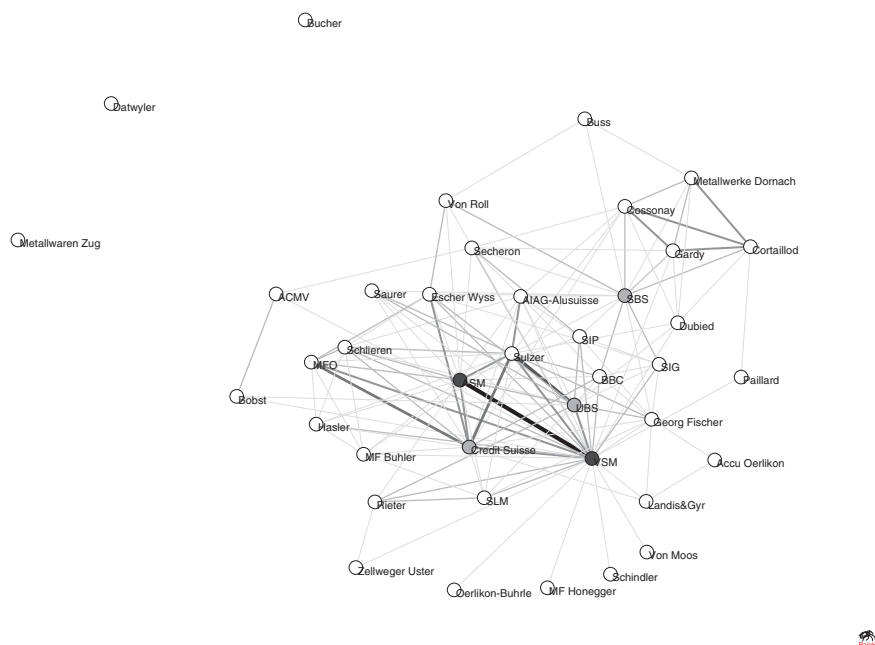 Bucher
Datwyler
Buss
Metallwerke Dornach
Von Roll
Cossonay
Metallwaren Zug
Secheron
Gardy
Cortaillod
ACMV
Saurer
Escher Wyss
AIAG-Alusuisse
SBS
Dubied
SIP
Schlieren
Sulzer
MFO
SIG
ASM
BBC
Paillard
Bobst
UBS
Hasler
Georg Fischer
Credit Suisse
MF Buhler
VSM
Accu Oerlikon
Rieter
SLM
Landis&Gyr
Von Moos
Zellweger Uster
Schindler
Oerlikon-Buhrle
MF Honegger